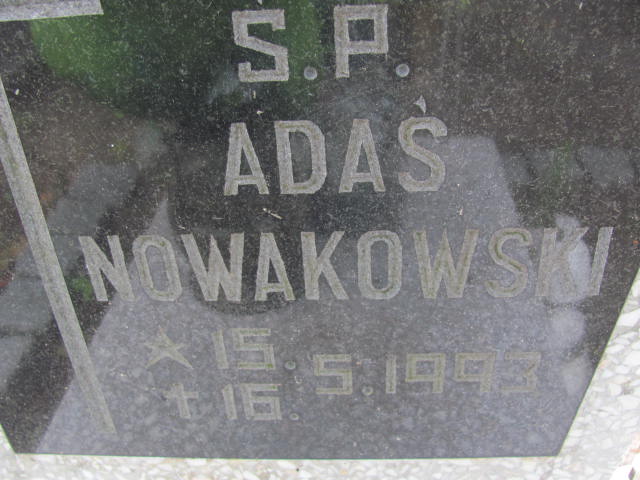 S.P.
ADAŚ
NOWAKOWSKI
★ 15. 5. 1993
✝ 16.